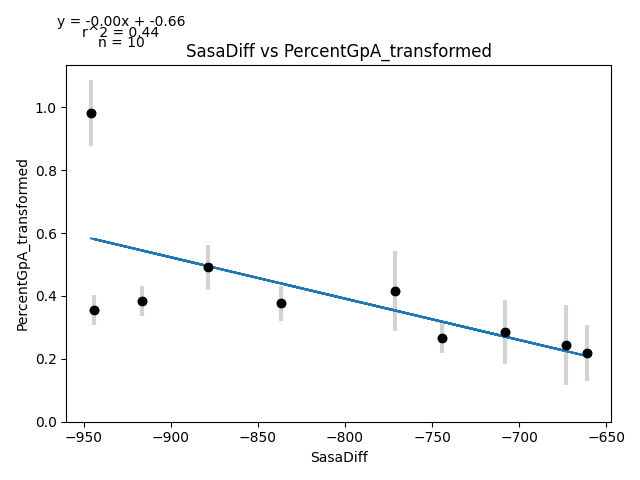 y = -0.00x + -0.66
r^2 = 0.44
n = 10
SasaDiff vs PercentGpA_transformed
PercentGpA_transformed
1.0
0.8
0.6
0.4
0.2
0.0
−950
−900
−850
−800
−750
−700
−650
SasaDiff